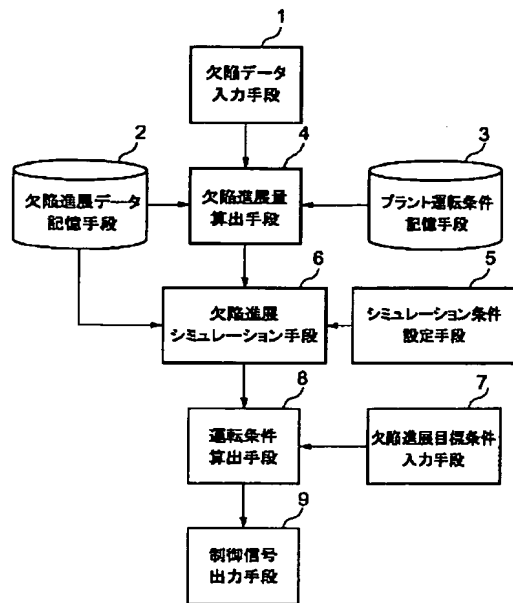 1
欠陥データ
入力手段
2
4
3
欠陥進展データ
記憶手段
欠陥進展量
算出手段
プラント運転条件
記憶手段
6
5
欠陥進展
シミュレーション手段
シミュレーション条件
設定手段
8
7
運転条件
算出手段
欠陥進展目標条件
入力手段
9
制御信号
出力手段